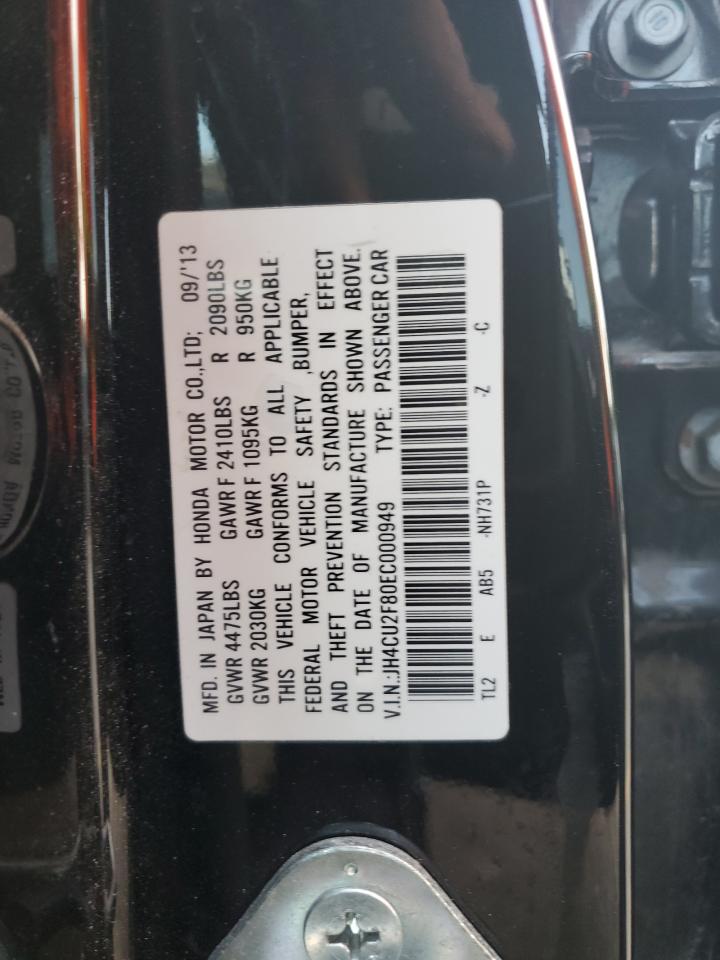 MFD. IN JAPAN BY HONDA MOTOR CO.,LTD; 09/'13
GVWR 4475LBS GAWR F 2410LBS R 2090LBS
GVWR 2030KG GAWR F 1095KG R 950KG
THIS VEHICLE CONFORMS TO ALL APPLICABLE
FEDERAL MOTOR VEHICLE SAFETY ,BUMPER,
AND THEFT PREVENTION STANDARDS IN EFFECT
ON THE DATE OF MANUFACTURE SHOWN ABOVE.
V.I.N.:JH4CU2F80EC000949 TYPE: PASSENGER CAR
TL2 E AB5 -NH731P -Z -C